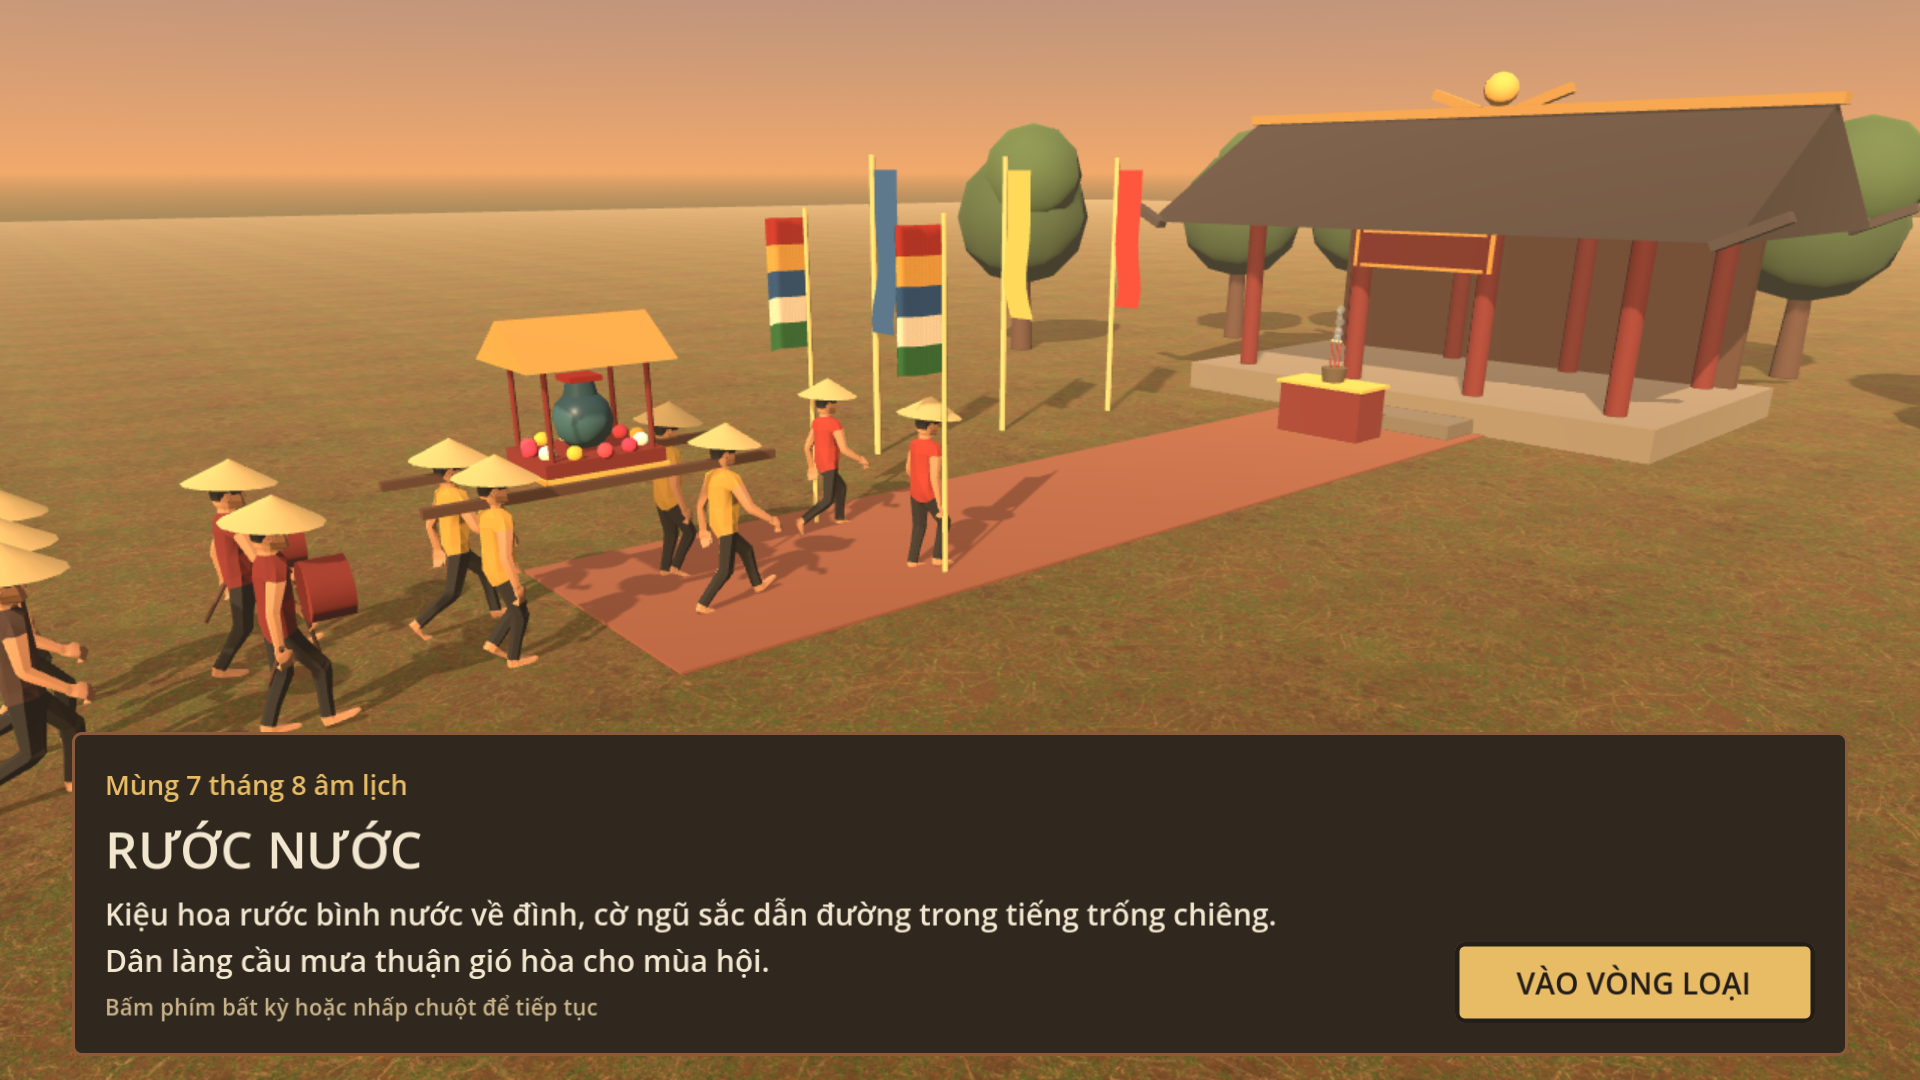 Mùng 7 tháng 8 âm lịch
RƯỚC NƯỚC
Kiệu hoa rước bình nước về đình, cờ ngũ sắc dẫn đường trong tiếng trống chiêng.
Dân làng cầu mưa thuận gió hòa cho mùa hội.
Bấm phím bất kỳ hoặc nhấp chuột để tiếp tục
VÀO VÒNG LOẠI